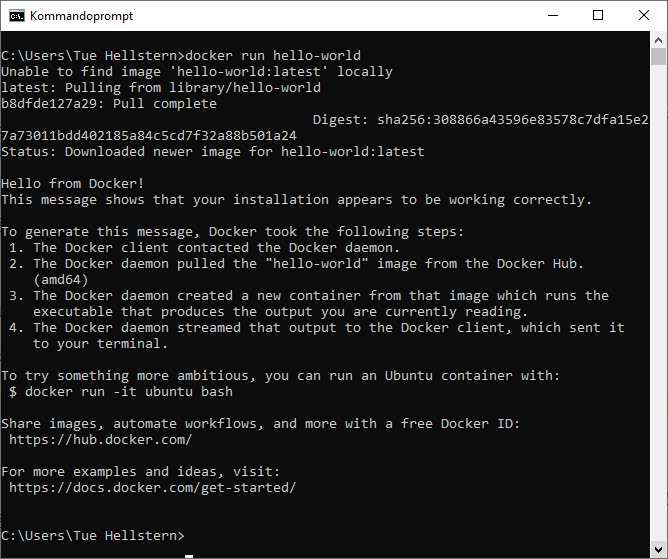 Kommandoprompt
C:\Users\Tue Hellstern>docker run hello-world
Unable to find image 'hello-world:latest' locally
latest: Pulling from library/hello-world
b8dfde127a29: Pull complete
Digest: sha256:308866a43596e83578c7dfa15e2
7a73011bdd402185a84c5cd7f32a88b501a24
Status: Downloaded newer image for hello-world:latest
Hello from Docker!
This message shows that your installation appears to be working correctly.
To generate this message, Docker took the following steps:
1. The Docker client contacted the Docker daemon.
2. The Docker daemon pulled the "hello-world" image from the Docker Hub.
(amd64)
3. The Docker daemon created a new container from that image which runs the
executable that produces the output you are currently reading.
4. The Docker daemon streamed that output to the Docker client, which sent it
to your terminal.
To try something more ambitious, you can run an Ubuntu container with:
$ docker run -it ubuntu bash
Share images, automate workflows, and more with a free Docker ID:
https://hub.docker.com/
For more examples and ideas, visit:
https://docs.docker.com/get-started/
C:\Users\Tue Hellstern>